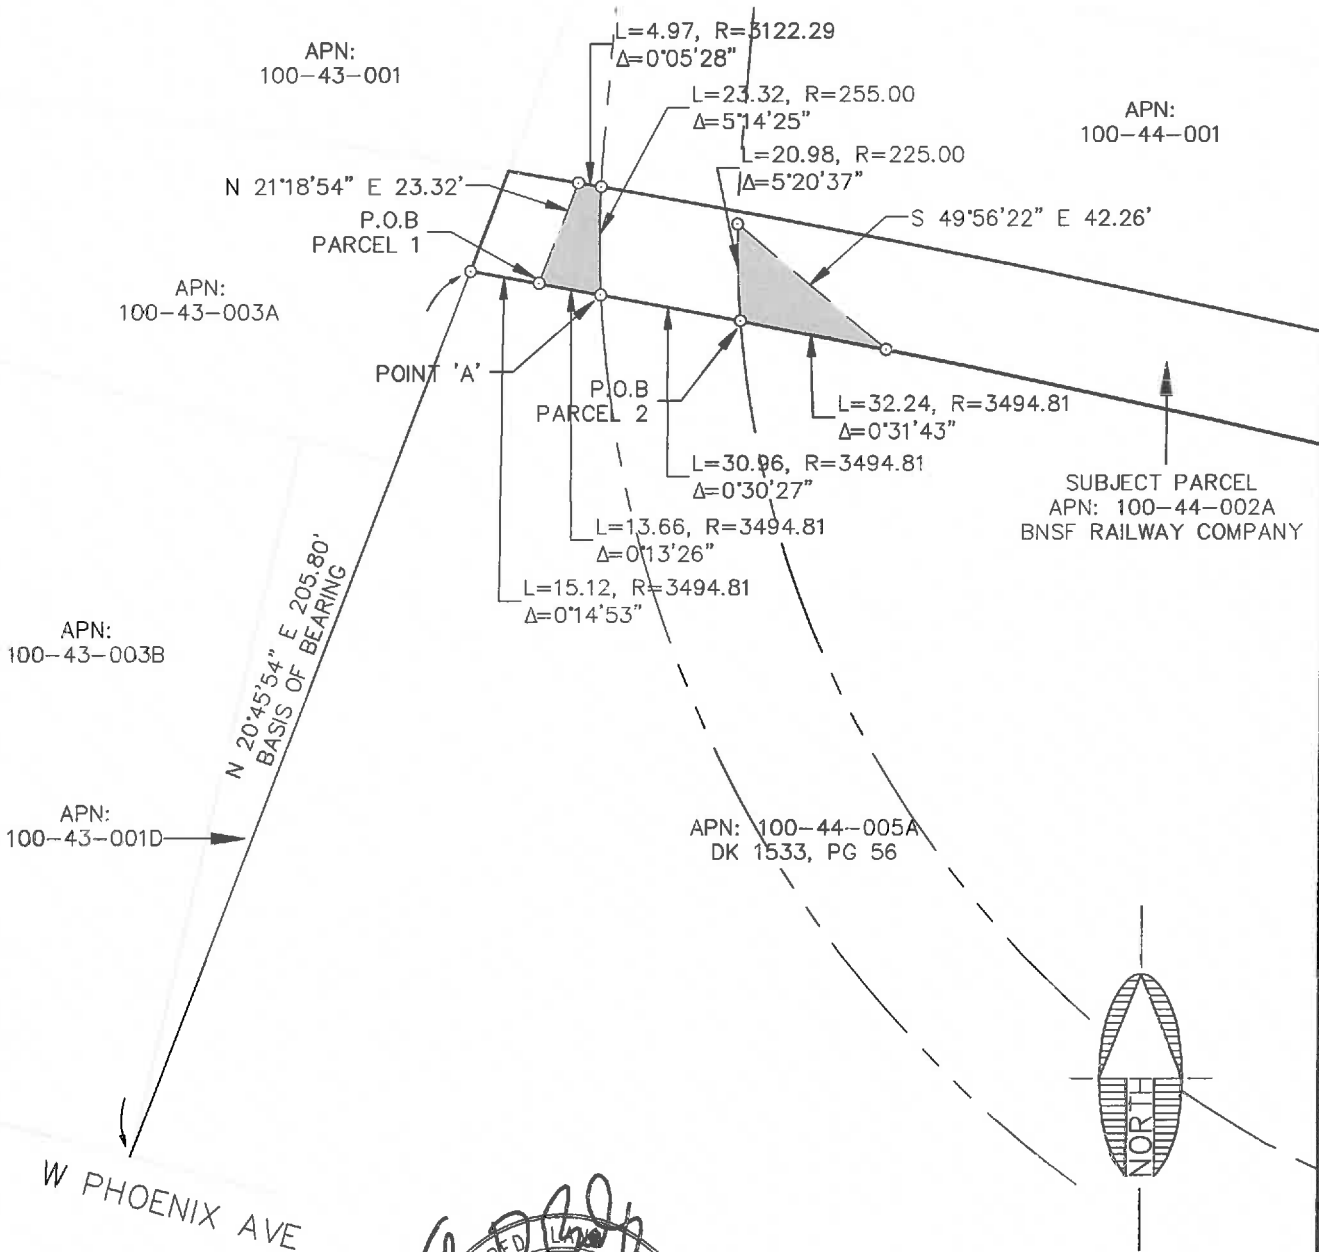 L=4.97, R=3122.29
Δ=0°05'28"
APN:
100-43-001
L=23.32, R=255.00
Δ=5°14'25"
APN:
100-44-001
L=20.98, R=225.00
Δ=5°20'37"
N 21°18'54" E 23.32'
P.O.B
PARCEL 1
S 49°56'22" E 42.26'
APN:
100-43-003A
POINT 'A'
P.O.B
PARCEL 2
L=32.24, R=3494.81
Δ=0°31'43"
L=30.96, R=3494.81
Δ=0°30'27"
SUBJECT PARCEL
APN: 100-44-002A
BNSF RAILWAY COMPANY
L=13.66, R=3494.81
Δ=0°13'26"
L=15.12, R=3494.81
Δ=0°14'53"
N 20°45'54" E 205.80'
BASIS OF BEARING
APN:
100-43-003B
APN:
100-43-001D
APN: 100-44-005A
DK 1533, PG 56
NORTH
W PHOENIX AVE